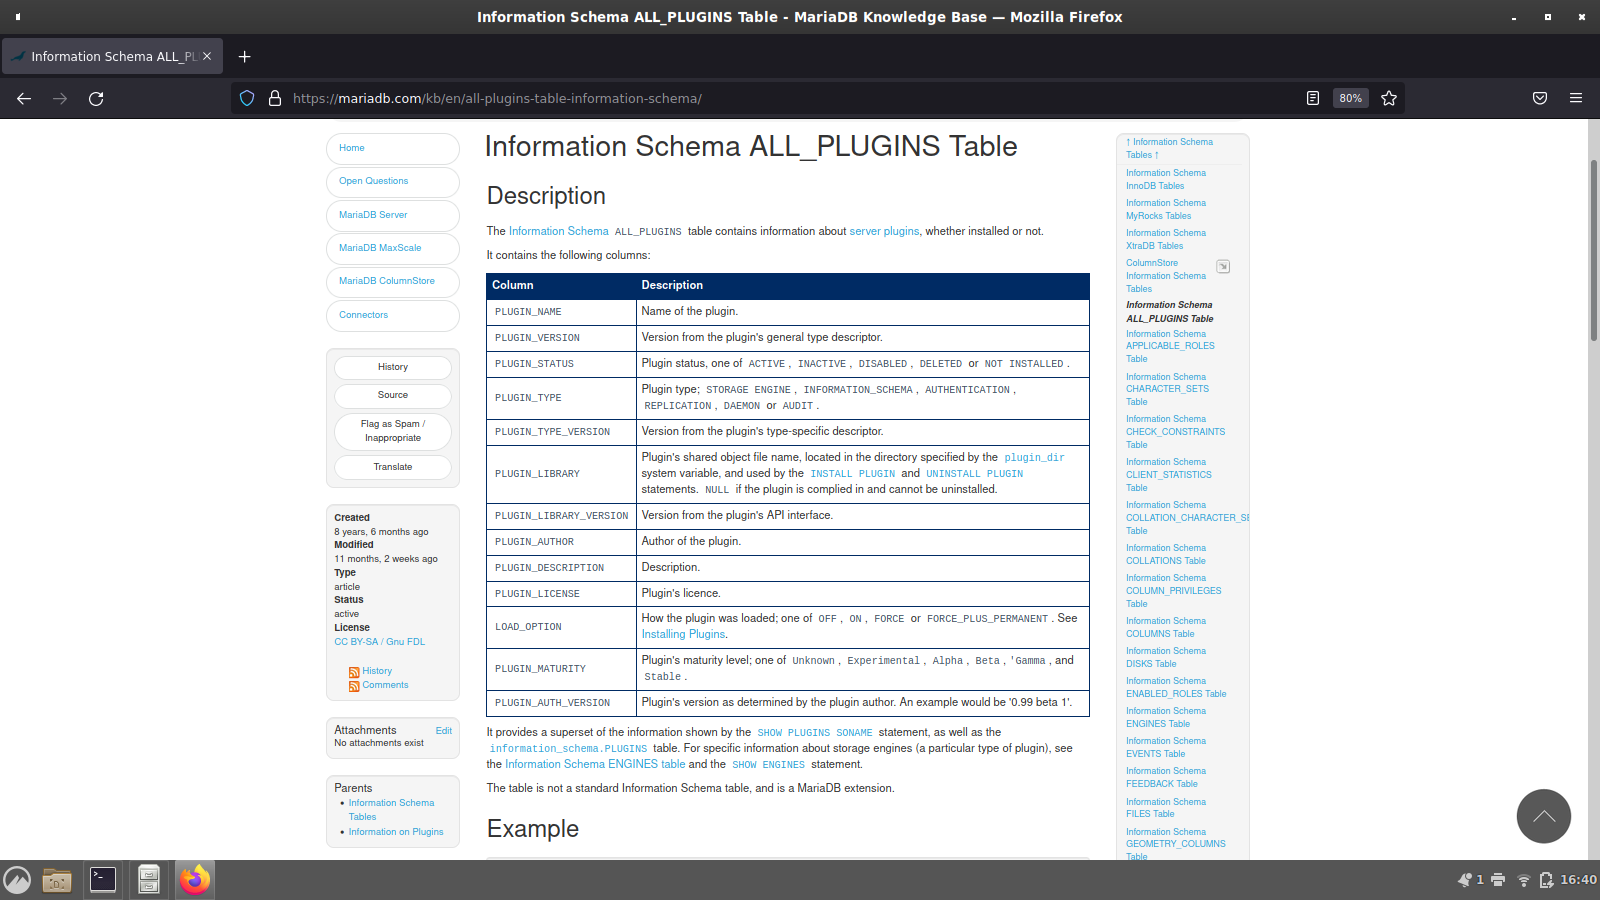 Information Schema ALL_PLUGINS Table - MariaDB Knowledge Base — Mozilla Firefox
Information Schema ALL_PL
https://mariadb.com/kb/en/all-plugins-table-information-schema/
80%
Home
Open Questions
MariaDB Server
MariaDB MaxScale
MariaDB ColumnStore
Connectors
History
Source
Flag as Spam /
Inappropriate
Translate
Created
8 years, 6 months ago
Modified
11 months, 2 weeks ago
Type
article
Status
active
License
CC BY-SA / Gnu FDL
History
Comments
Attachments Edit
No attachments exist
Parents
• Information Schema
Tables
• Information on Plugins
Information Schema ALL_PLUGINS Table
Description
The Information Schema ALL_PLUGINS table contains information about server plugins, whether installed or not.
It contains the following columns:
Column Description
PLUGIN_NAME Name of the plugin.
PLUGIN_VERSION Version from the plugin's general type descriptor.
PLUGIN_STATUS Plugin status, one of ACTIVE, INACTIVE, DISABLED, DELETED or NOT INSTALLED.
PLUGIN_TYPE Plugin type; STORAGE ENGINE, INFORMATION_SCHEMA, AUTHENTICATION,
REPLICATION, DAEMON or AUDIT.
PLUGIN_TYPE_VERSION Version from the plugin's type-specific descriptor.
PLUGIN_LIBRARY Plugin's shared object file name, located in the directory specified by the plugin_dir
system variable, and used by the INSTALL PLUGIN and UNINSTALL PLUGIN
statements. NULL if the plugin is complied in and cannot be uninstalled.
PLUGIN_LIBRARY_VERSION Version from the plugin's API interface.
PLUGIN_AUTHOR Author of the plugin.
PLUGIN_DESCRIPTION Description.
PLUGIN_LICENSE Plugin's licence.
LOAD_OPTION How the plugin was loaded; one of OFF, ON, FORCE or FORCE_PLUS_PERMANENT. See
Installing Plugins.
PLUGIN_MATURITY Plugin's maturity level; one of Unknown, Experimental, Alpha, Beta,'Gamma, and
Stable.
PLUGIN_AUTH_VERSION Plugin's version as determined by the plugin author. An example would be '0.99 beta 1'.
It provides a superset of the information shown by the SHOW PLUGINS SONAME statement, as well as the
information_schema.PLUGINS table. For specific information about storage engines (a particular type of plugin), see
the Information Schema ENGINES table and the SHOW ENGINES statement.
The table is not a standard Information Schema table, and is a MariaDB extension.
Example
↑ Information Schema
Tables ↑
Information Schema
InnoDB Tables
Information Schema
MyRocks Tables
Information Schema
XtraDB Tables
ColumnStore
Information Schema
Tables
Information Schema
ALL_PLUGINS Table
Information Schema
APPLICABLE_ROLES
Table
Information Schema
CHARACTER_SETS
Table
Information Schema
CHECK_CONSTRAINTS
Table
Information Schema
CLIENT_STATISTICS
Table
Information Schema
COLLATION_CHARACTER_SE
Table
Information Schema
COLLATIONS Table
Information Schema
COLUMN_PRIVILEGES
Table
Information Schema
COLUMNS Table
Information Schema
DISKS Table
Information Schema
ENABLED_ROLES Table
Information Schema
ENGINES Table
Information Schema
EVENTS Table
Information Schema
FEEDBACK Table
Information Schema
FILES Table
Information Schema
GEOMETRY_COLUMNS
Table
1
16:40